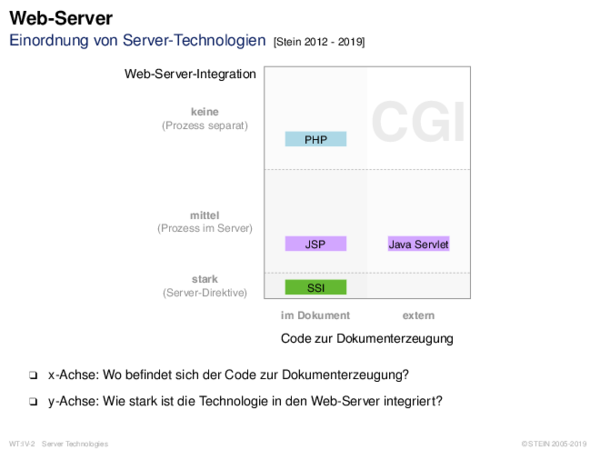 Web-Server
Einordnung von Server-Technologien [Stein 2012 - 2019]
Web-Server-Integration
keine
(Prozess separat)
CGI
PHP
mittel
(Prozess im Server)
JSP
Java Servlet
stark
(Server-Direktive)
SSI
im Dokument
extern
Code zur Dokumenterzeugung
❑ x-Achse: Wo befindet sich der Code zur Dokumenterzeugung?
❑ y-Achse: Wie stark ist die Technologie in den Web-Server integriert?
WT:IV-2 Server Technologies
© STEIN 2005-2019